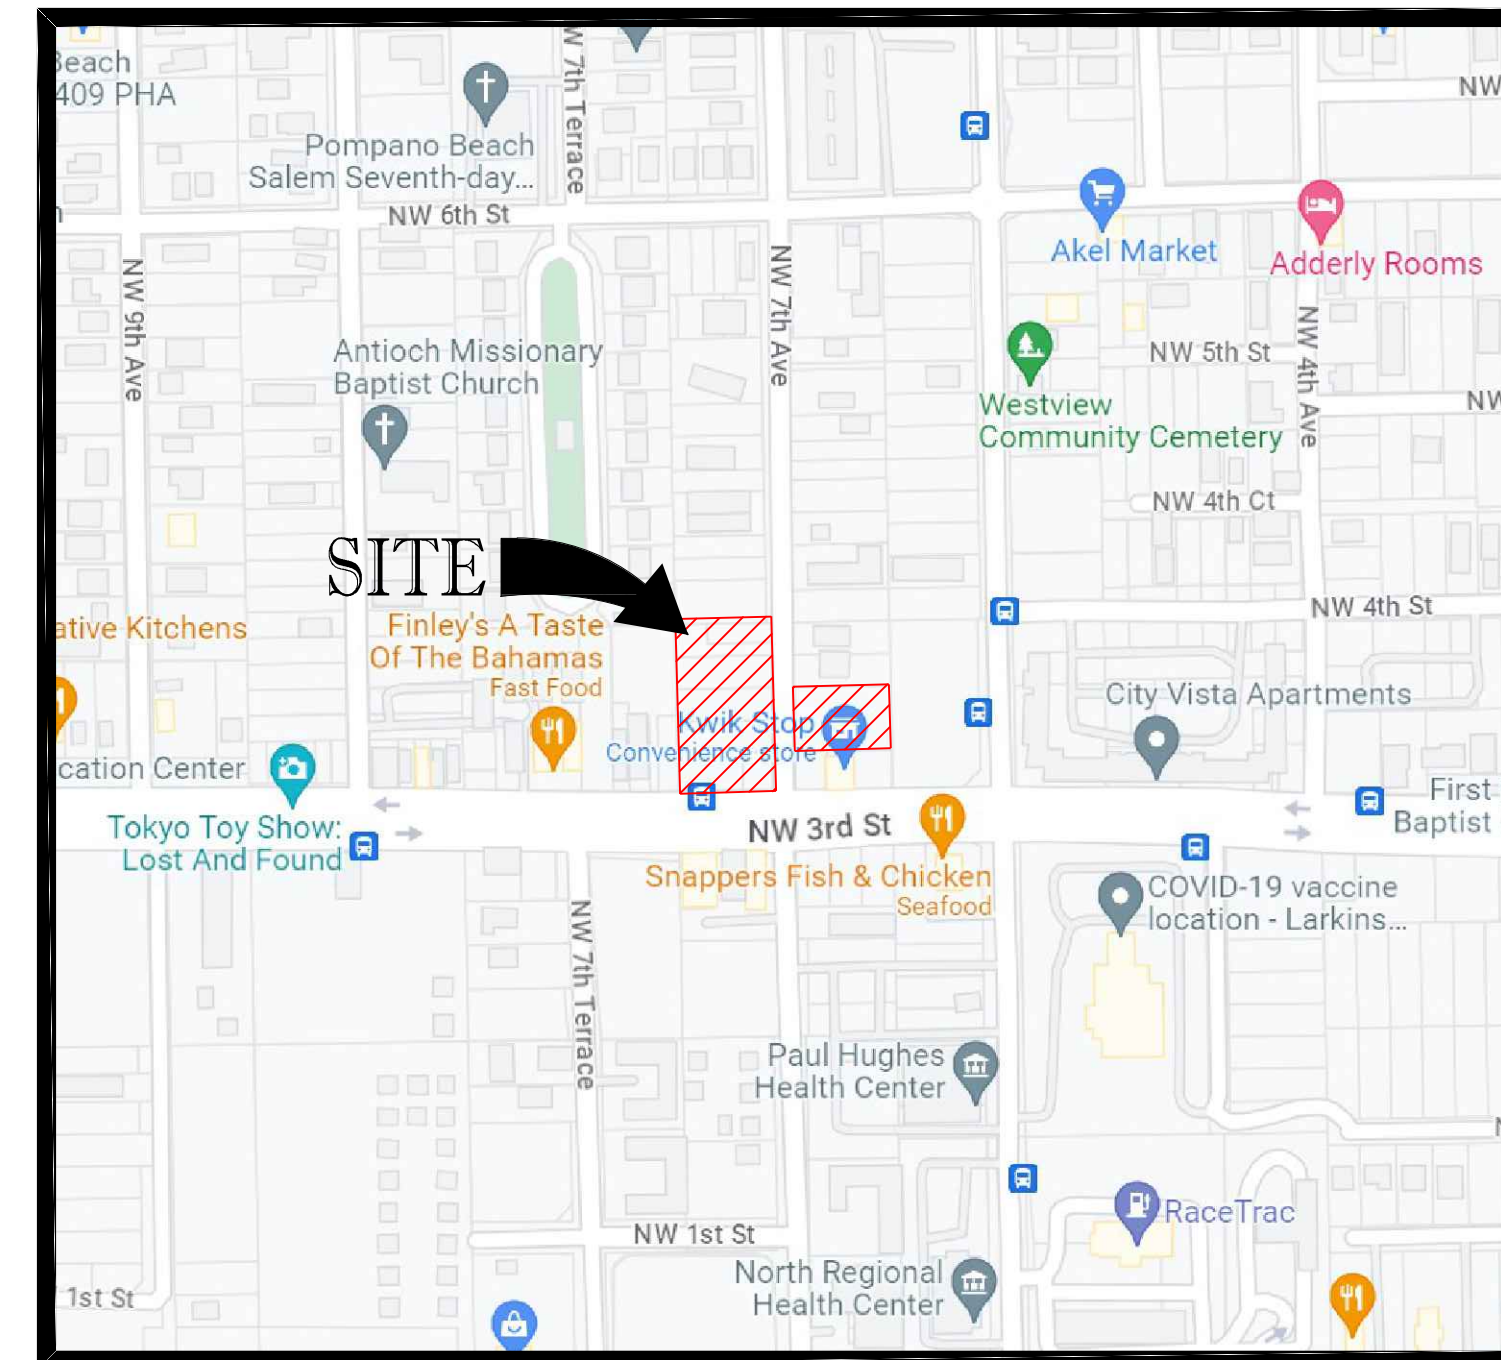 Beach
409 PHA
Pompano Beach
Salem Seventh-day...
NW 7th Terrace
NW
NW 6th St
Akel Market
Adderly Rooms
NW 9th Ave
NW 7th Ave
NW 4th Ave
Antioch Missionary
Baptist Church
NW 5th St
Westview
Community Cemetery
NW
NW 4th Ct
SITE
NW 4th St
ative Kitchens
Finley's A Taste
Of The Bahamas
Fast Food
City Vista Apartments
Kwik Stop
Convenience store
cation Center
First
Baptist
Tokyo Toy Show:
Lost And Found
NW 3rd St
Snappers Fish & Chicken
Seafood
COVID-19 vaccine
location - Larkins...
NW 7th Terrace
Paul Hughes
Health Center
RaceTrac
NW 1st St
North Regional
Health Center
1st St